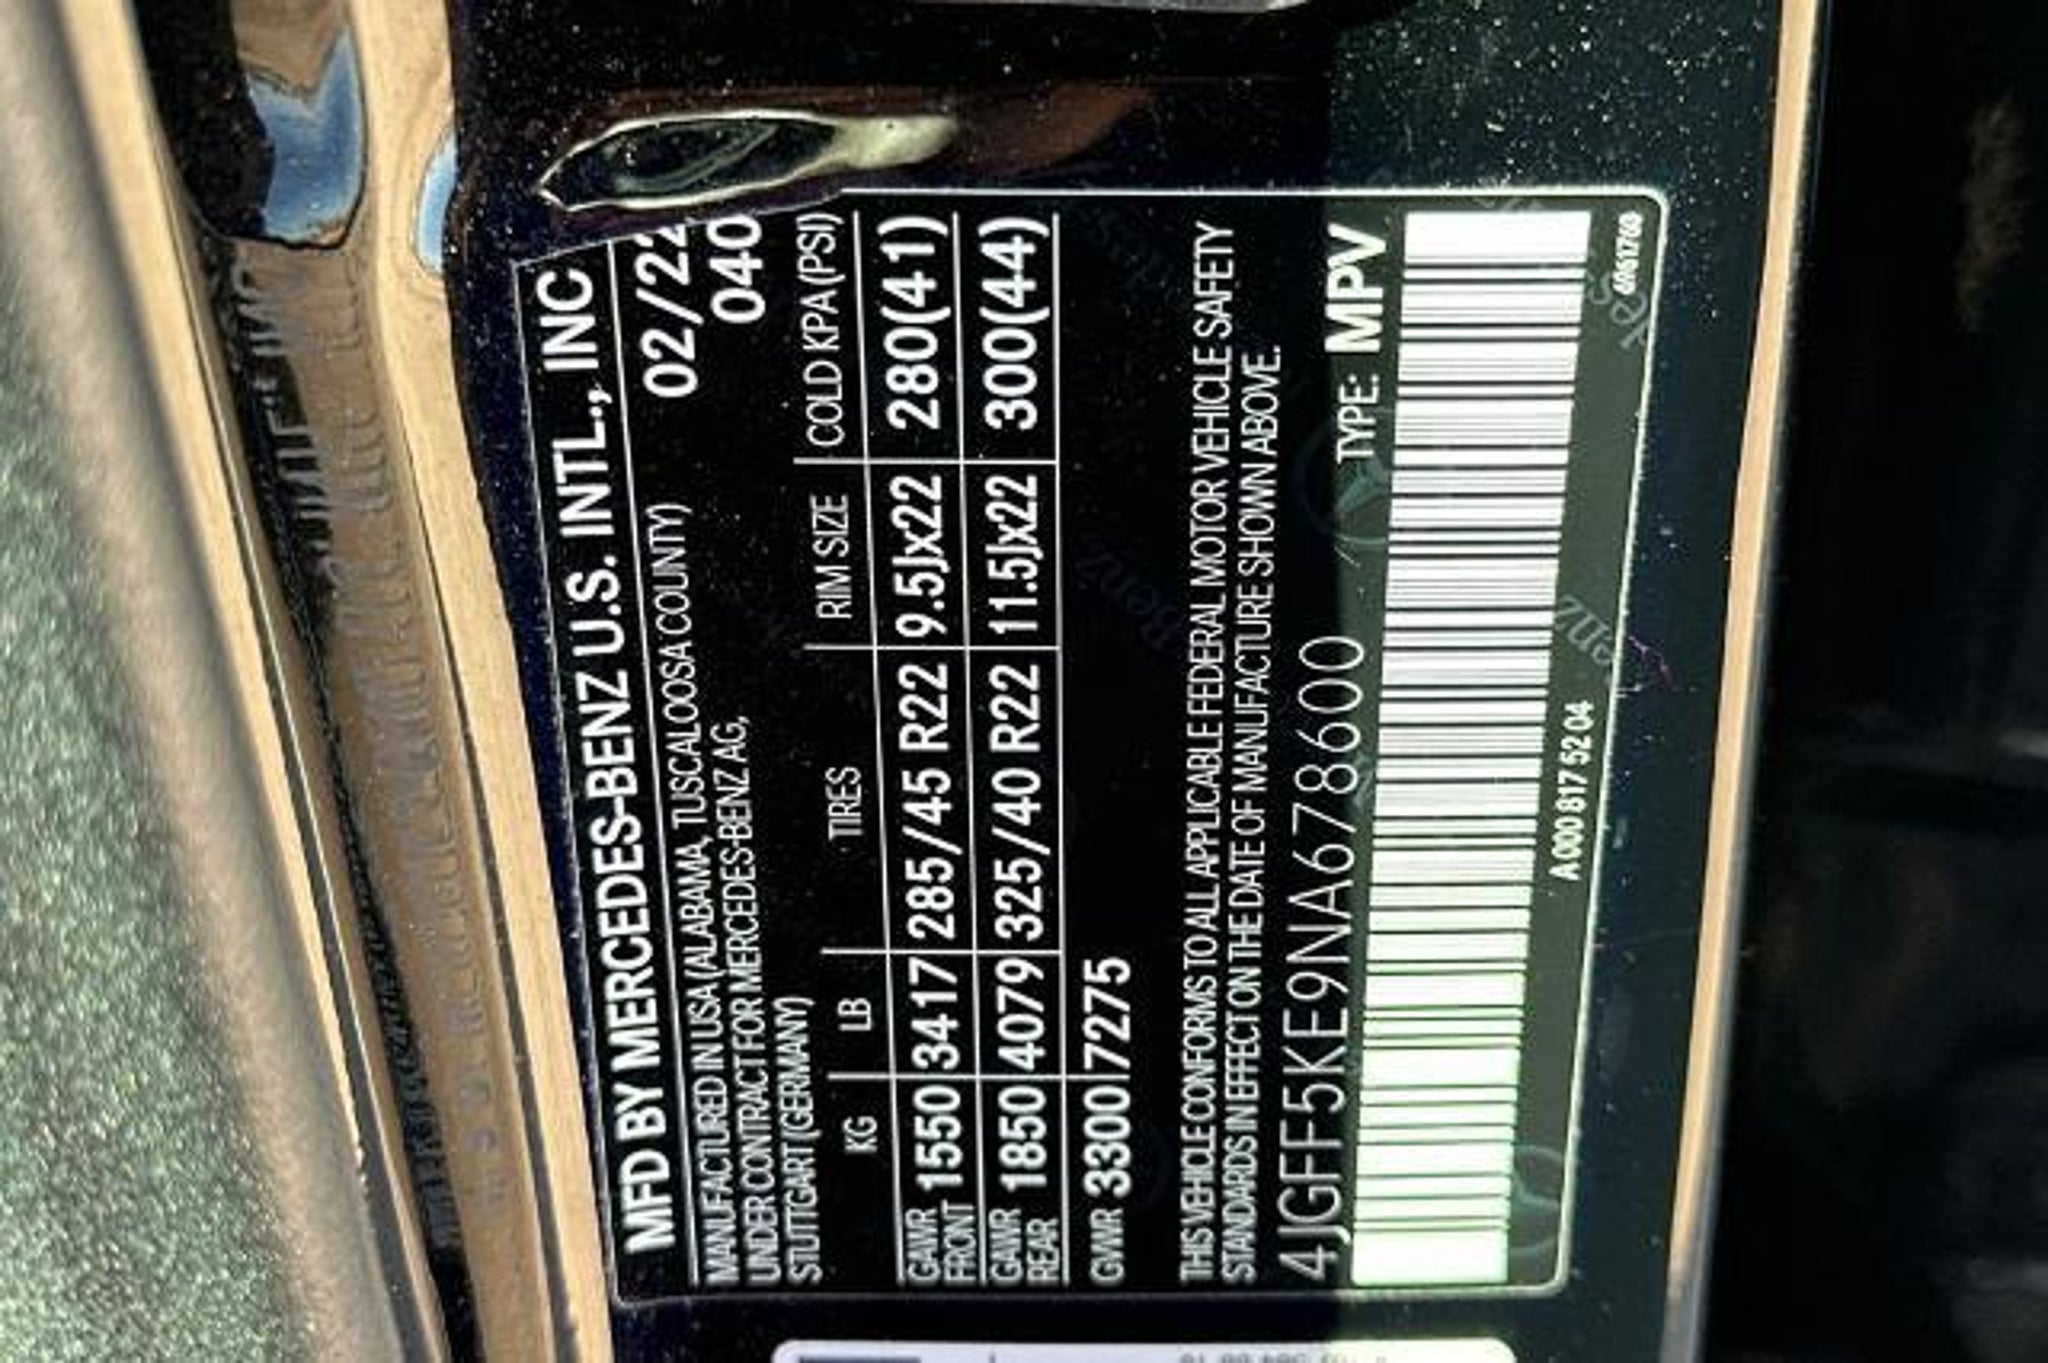 MFD BY MERCEDES-BENZ U.S. INTL., INC
MANUFACTURED IN USA (ALABAMA, TUSCALOOSA COUNTY) 02/22
UNDER CONTRACT FOR MERCEDES-BENZ AG, 040
STUTTGART (GERMANY)
KG LB TIRES RIM SIZE COLD KPA (PSI)
GAWR FRONT 1550 3417 285/45 R22 9.5Jx22 280(41)
GAWR REAR 1850 4079 325/40 R22 11.5Jx22 300(44)
GVWR 3300 7275
THIS VEHICLE CONFORMS TO ALL APPLICABLE FEDERAL MOTOR VEHICLE SAFETY
STANDARDS IN EFFECT ON THE DATE OF MANUFACTURE SHOWN ABOVE.
4JGFF5KE9NA678600 TYPE: MPV
A 000 817 52 04